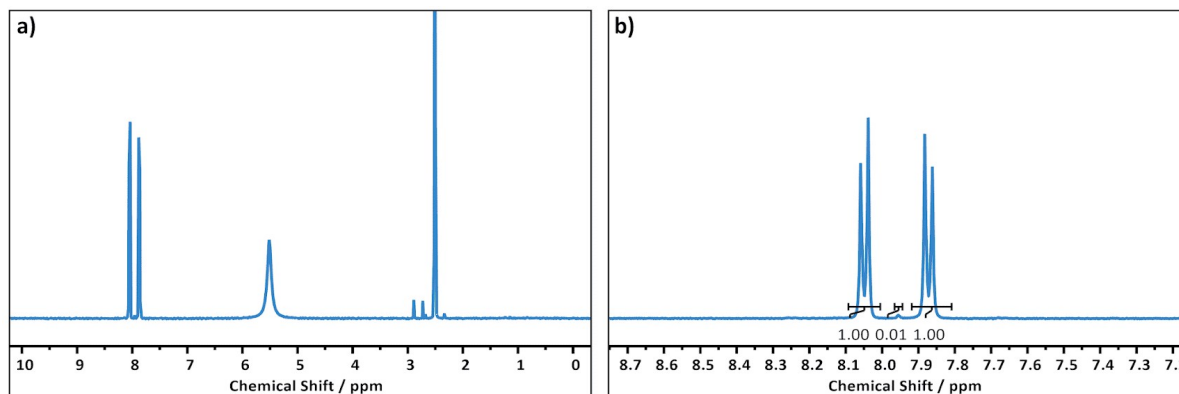 a)
10 9 8 7 6 5 4 3 2 1 0
Chemical Shift / ppm
b)
1.00 0.01 1.00
8.7 8.6 8.5 8.4 8.3 8.2 8.1 8.0 7.9 7.8 7.7 7.6 7.5 7.4 7.3
Chemical Shift / ppm